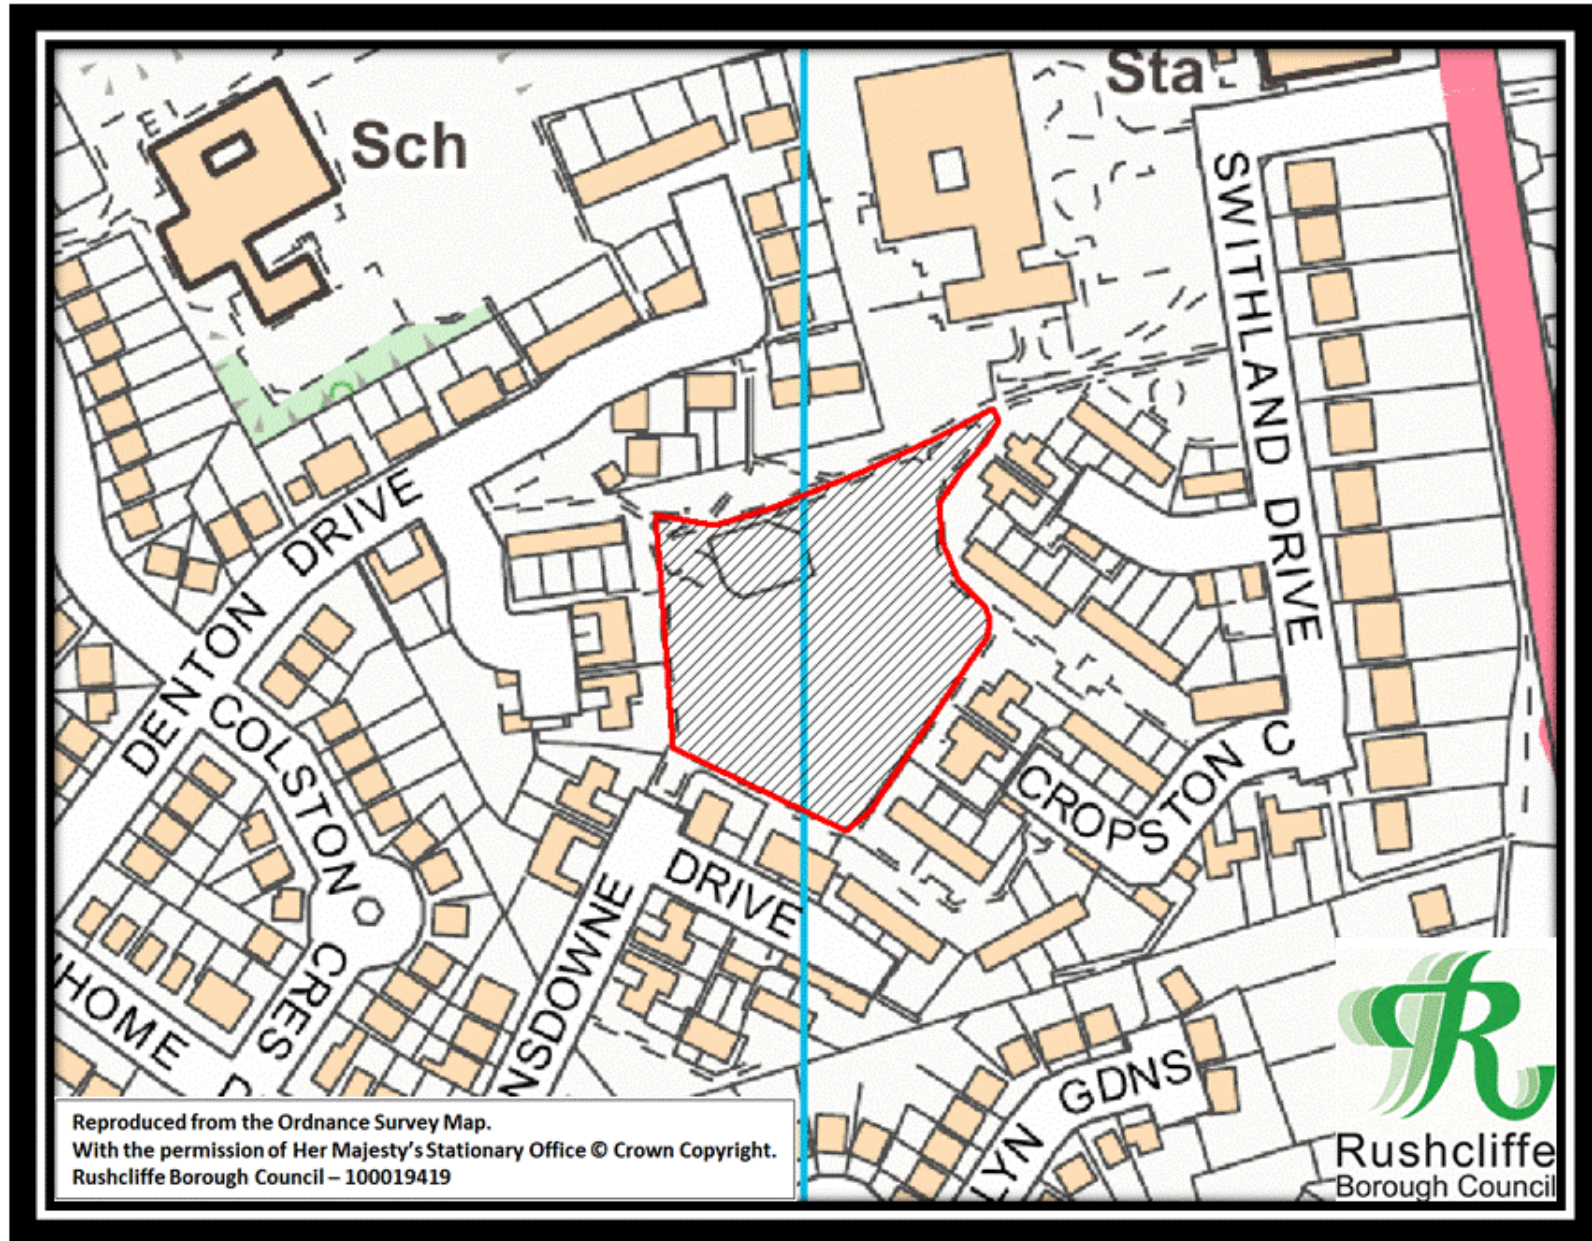 Sta
Sch
SWITHLAND DRIVE
DENTON DRIVE
COLSTON CRES
CROPSTON C
DRIVE
NSDOWNE
HOME
D
GDNS
LYN
Reproduced from the Ordnance Survey Map.
With the permission of Her Majesty's Stationary Office © Crown Copyright.
Rushcliffe Borough Council – 100019419
R
Rushcliffe
Borough Council